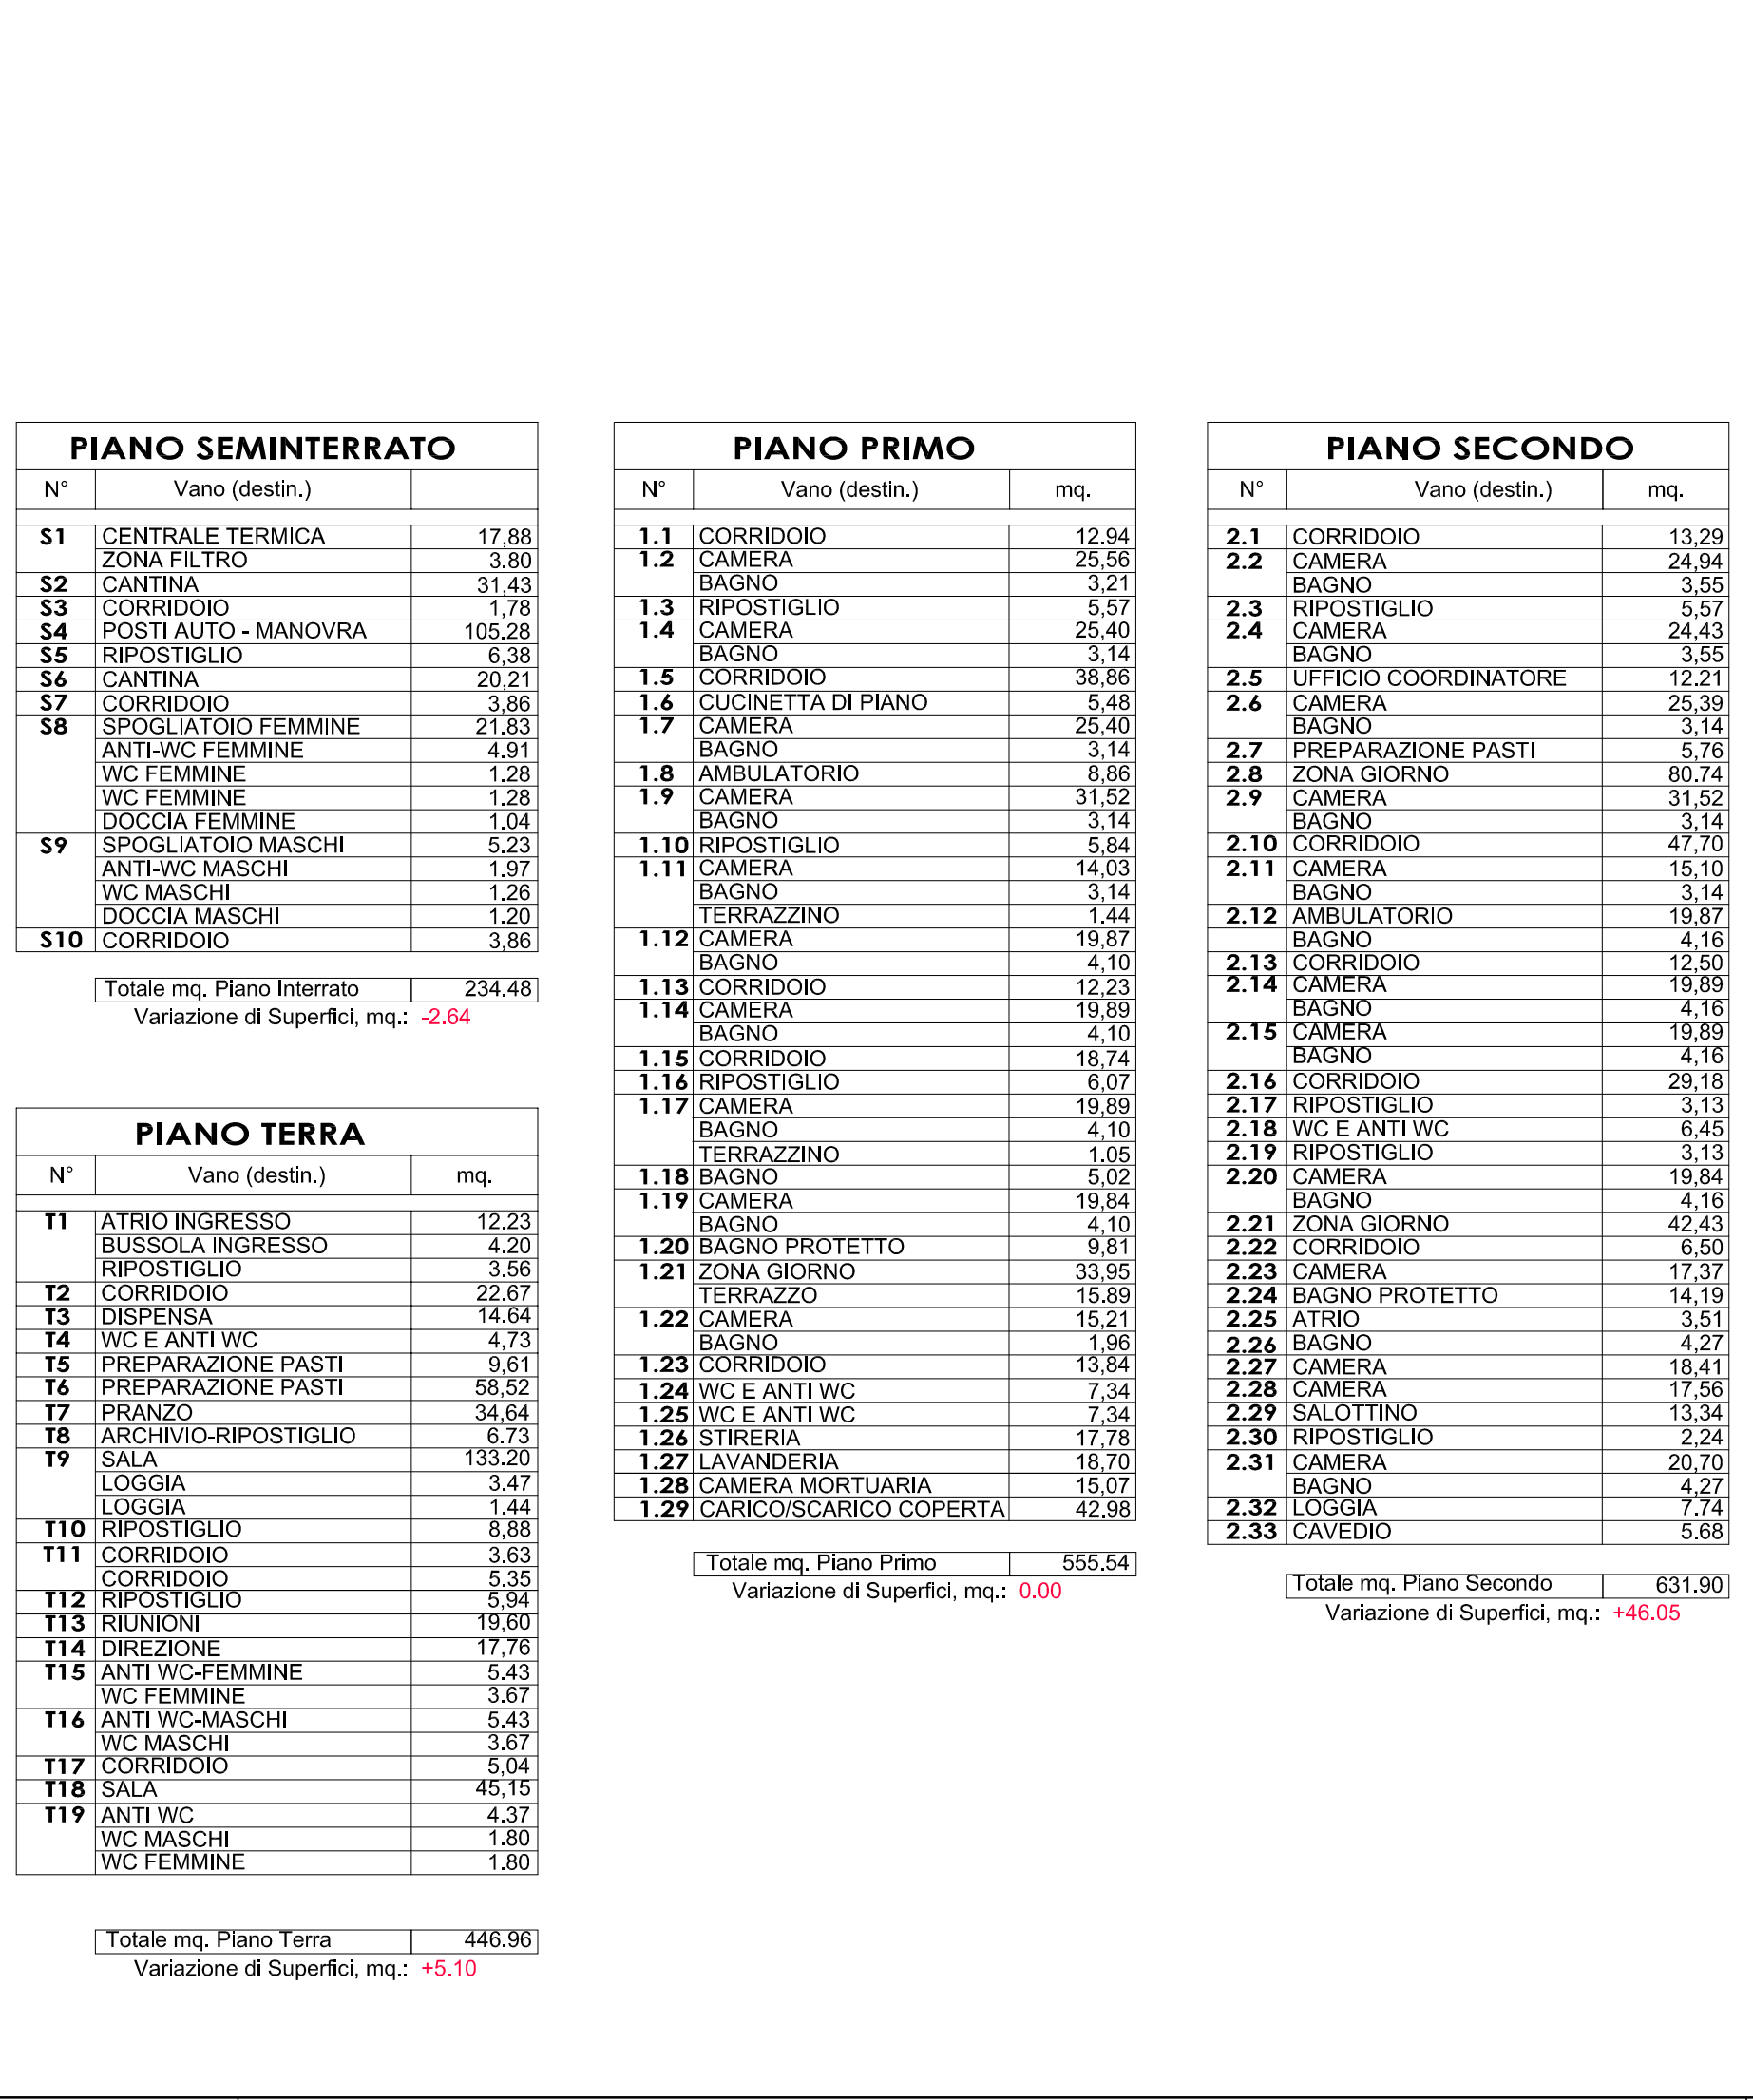 PIANO SEMINTERRATO
N° Vano (destin.)
S1 CENTRALE TERMICA 17,88
ZONA FILTRO 3.80
S2 CANTINA 31,43
S3 CORRIDOIO 1,78
S4 POSTI AUTO - MANOVRA 105.28
S5 RIPOSTIGLIO 6,38
S6 CANTINA 20,21
S7 CORRIDOIO 3,86
S8 SPOGLIATOIO FEMMINE 21.83
ANTI-WC FEMMINE 4.91
WC FEMMINE 1.28
WC FEMMINE 1.28
DOCCIA FEMMINE 1.04
S9 SPOGLIATOIO MASCHI 5.23
ANTI-WC MASCHI 1.97
WC MASCHI 1.26
DOCCIA MASCHI 1.20
S10 CORRIDOIO 3,86
Totale mq. Piano Interrato 234.48
Variazione di Superfici, mq.: -2.64
PIANO TERRA
N° Vano (destin.) mq.
T1 ATRIO INGRESSO 12.23
BUSSOLA INGRESSO 4.20
RIPOSTIGLIO 3.56
T2 CORRIDOIO 22.67
T3 DISPENSA 14.64
T4 WC E ANTI WC 4,73
T5 PREPARAZIONE PASTI 9,61
T6 PREPARAZIONE PASTI 58,52
T7 PRANZO 34,64
T8 ARCHIVIO-RIPOSTIGLIO 6.73
T9 SALA 133.20
LOGGIA 3.47
LOGGIA 1.44
T10 RIPOSTIGLIO 8,88
T11 CORRIDOIO 3.63
CORRIDOIO 5.35
T12 RIPOSTIGLIO 5,94
T13 RIUNIONI 19,60
T14 DIREZIONE 17,76
T15 ANTI WC-FEMMINE 5.43
WC FEMMINE 3.67
T16 ANTI WC-MASCHI 5.43
WC MASCHI 3.67
T17 CORRIDOIO 5,04
T18 SALA 45,15
T19 ANTI WC 4.37
WC MASCHI 1.80
WC FEMMINE 1.80
Totale mq. Piano Terra 446.96
Variazione di Superfici, mq.: +5.10
PIANO PRIMO
N° Vano (destin.) mq.
1.1 CORRIDOIO 12.94
1.2 CAMERA 25,56
BAGNO 3,21
1.3 RIPOSTIGLIO 5,57
1.4 CAMERA 25,40
BAGNO 3,14
1.5 CORRIDOIO 38,86
1.6 CUCINETTA DI PIANO 5,48
1.7 CAMERA 25,40
BAGNO 3,14
1.8 AMBULATORIO 8,86
1.9 CAMERA 31,52
BAGNO 3,14
1.10 RIPOSTIGLIO 5,84
1.11 CAMERA 14,03
BAGNO 3,14
TERRAZZINO 1.44
1.12 CAMERA 19,87
BAGNO 4,10
1.13 CORRIDOIO 12,23
1.14 CAMERA 19,89
BAGNO 4,10
1.15 CORRIDOIO 18,74
1.16 RIPOSTIGLIO 6,07
1.17 CAMERA 19,89
BAGNO 4,10
TERRAZZINO 1.05
1.18 BAGNO 5,02
1.19 CAMERA 19,84
BAGNO 4,10
1.20 BAGNO PROTETTO 9,81
1.21 ZONA GIORNO 33,95
TERRAZZO 15.89
1.22 CAMERA 15,21
BAGNO 1,96
1.23 CORRIDOIO 13,84
1.24 WC E ANTI WC 7,34
1.25 WC E ANTI WC 7,34
1.26 STIRERIA 17,78
1.27 LAVANDERIA 18,70
1.28 CAMERA MORTUARIA 15,07
1.29 CARICO/SCARICO COPERTA 42.98
Totale mq. Piano Primo 555.54
Variazione di Superfici, mq.: 0.00
PIANO SECONDO
N° Vano (destin.) mq.
2.1 CORRIDOIO 13,29
2.2 CAMERA 24,94
BAGNO 3,55
2.3 RIPOSTIGLIO 5,57
2.4 CAMERA 24,43
BAGNO 3,55
2.5 UFFICIO COORDINATORE 12.21
2.6 CAMERA 25,39
BAGNO 3,14
2.7 PREPARAZIONE PASTI 5,76
2.8 ZONA GIORNO 80.74
2.9 CAMERA 31,52
BAGNO 3,14
2.10 CORRIDOIO 47,70
2.11 CAMERA 15,10
BAGNO 3,14
2.12 AMBULATORIO 19,87
BAGNO 4,16
2.13 CORRIDOIO 12,50
2.14 CAMERA 19,89
BAGNO 4,16
2.15 CAMERA 19,89
BAGNO 4,16
2.16 CORRIDOIO 29,18
2.17 RIPOSTIGLIO 3,13
2.18 WC E ANTI WC 6,45
2.19 RIPOSTIGLIO 3,13
2.20 CAMERA 19,84
BAGNO 4,16
2.21 ZONA GIORNO 42,43
2.22 CORRIDOIO 6,50
2.23 CAMERA 17,37
2.24 BAGNO PROTETTO 14,19
2.25 ATRIO 3,51
2.26 BAGNO 4,27
2.27 CAMERA 18,41
2.28 CAMERA 17,56
2.29 SALOTTINO 13,34
2.30 RIPOSTIGLIO 2,24
2.31 CAMERA 20,70
BAGNO 4,27
2.32 LOGGIA 7.74
2.33 CAVEDIO 5.68
Totale mq. Piano Secondo 631.90
Variazione di Superfici, mq.: +46.05